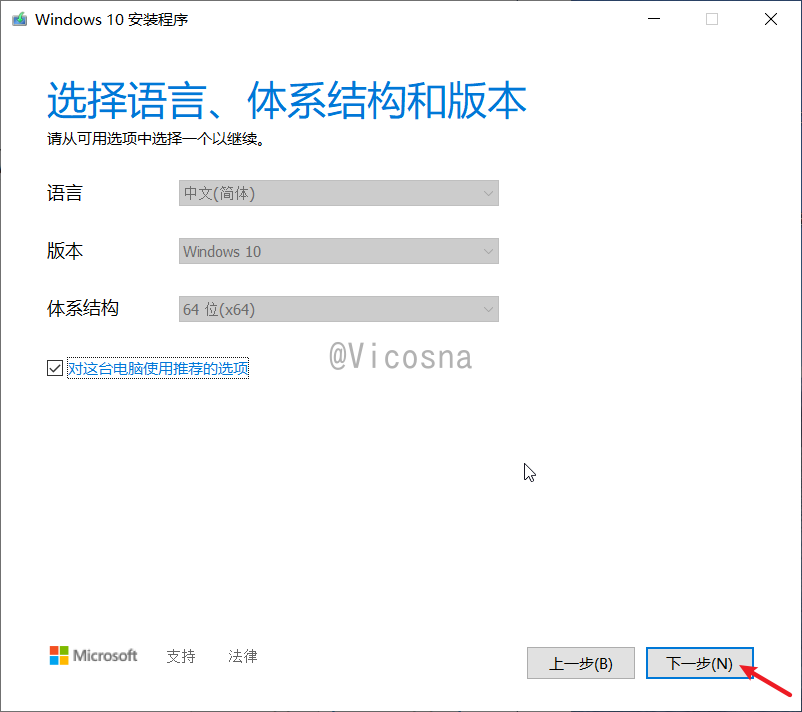 Windows 10 安装程序
选择语言、体系结构和版本
请从可用选项中选择一个以继续。
语言
中文(简体)
版本
Windows 10
体系结构
64 位(x64)
@Vicosna
对这台电脑使用推荐的选项
Microsoft
支持
法律
上一步(B)
下一步(N)